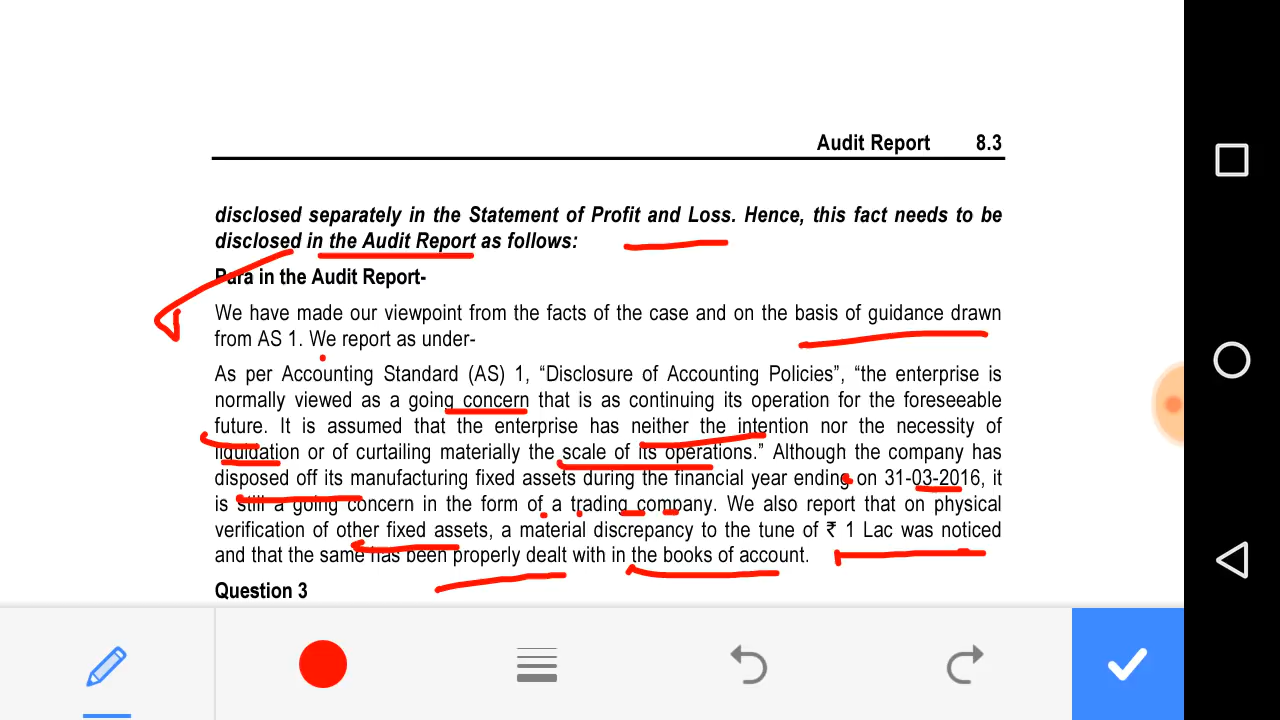 Audit Report 8.3
disclosed separately in the Statement of Profit and Loss. Hence, this fact needs to be
disclosed in the Audit Report as follows:
Para in the Audit Report-
We have made our viewpoint from the facts of the case and on the basis of guidance drawn
from AS 1. We report as under-
As per Accounting Standard (AS) 1, “Disclosure of Accounting Policies”, “the enterprise is
normally viewed as a going concern that is as continuing its operation for the foreseeable
future. It is assumed that the enterprise has neither the intention nor the necessity of
liquidation or of curtailing materially the scale of its operations.” Although the company has
disposed off its manufacturing fixed assets during the financial year ending on 31-03-2016, it
is still a going concern in the form of a trading company. We also report that on physical
verification of other fixed assets, a material discrepancy to the tune of ₹ 1 Lac was noticed
and that the same has been properly dealt with in the books of account.
Question 3